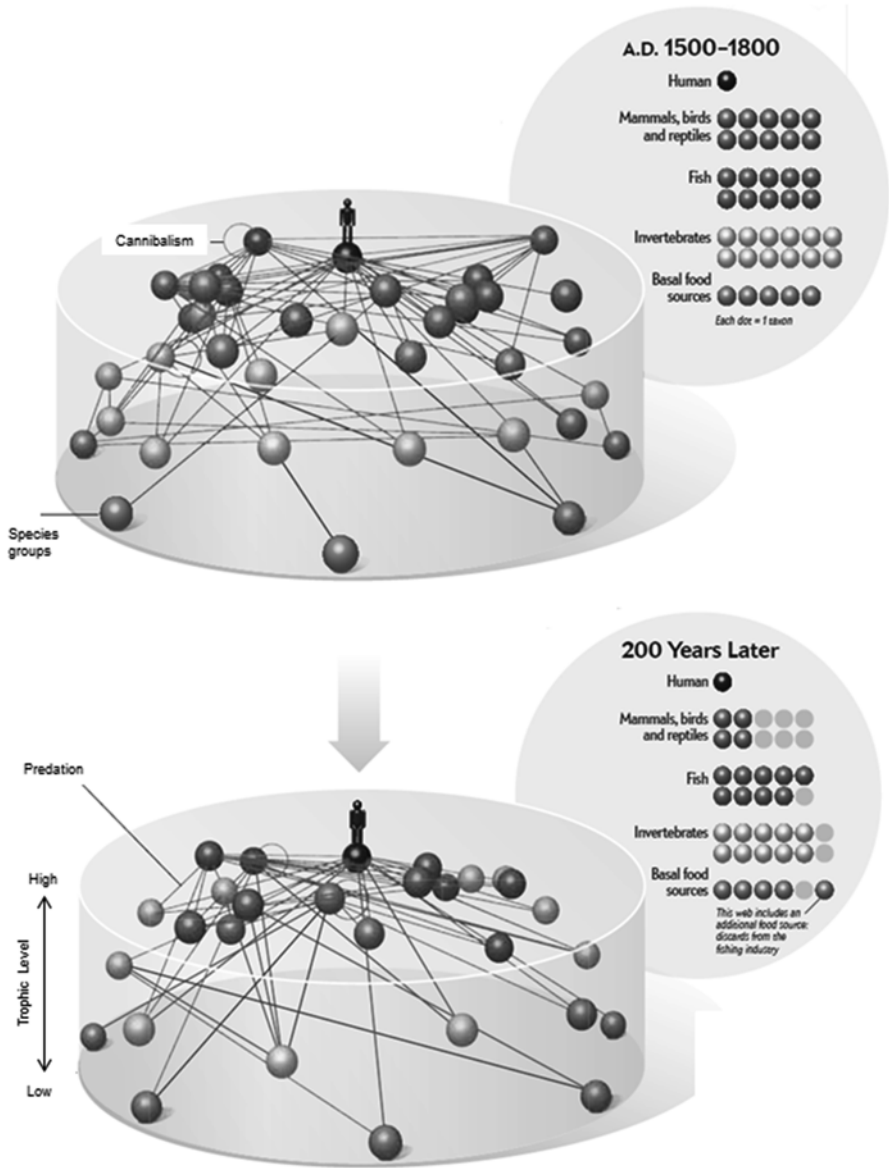 A.D. 1500–1800
Human
Mammals, birds
and reptiles
Fish
Invertebrates
Basal food
sources
Each dot = 1 taxon
Cannibalism
Species
groups
200 Years Later
Human
Mammals, birds
and reptiles
Fish
Invertebrates
Basal food
sources
This web includes an
additional food source:
discards from the
fishing industry
Predation
High
Trophic Level
Low